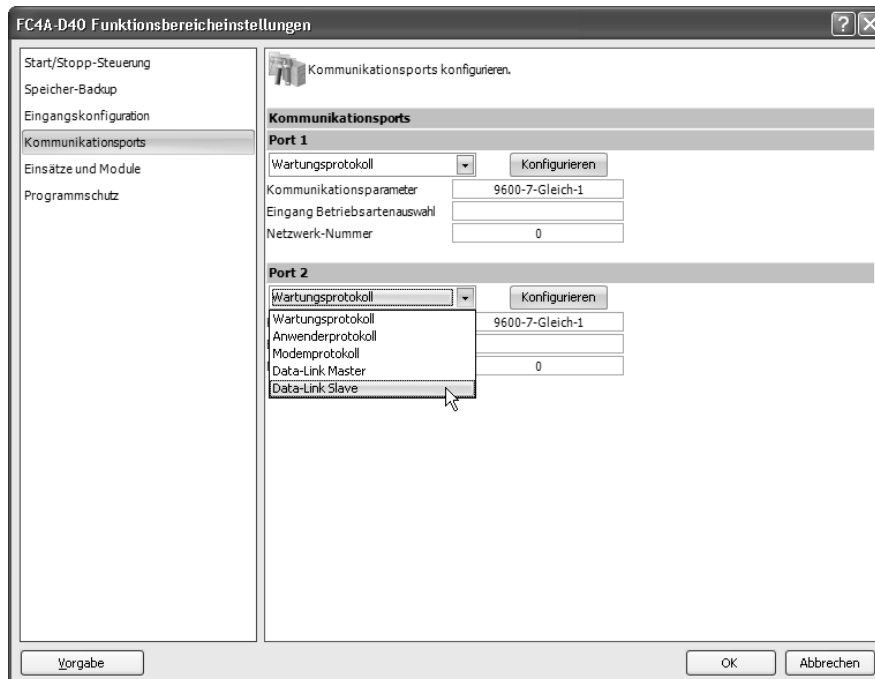 FC4A-D40 Funktionsbereicheinstellungen
Start/Stopp-Steuerung
Speicher-Backup
Eingangskonfiguration
Kommunikationsports
Einsätze und Module
Programmschutz
Kommunikationsports konfigurieren.
Kommunikationsports
Port 1
Wartungsprotokoll Konfigurieren
Kommunikationsparameter 9600-7-Gleich-1
Eingang Betriebsartenauswahl
Netzwerk-Nummer 0
Port 2
Wartungsprotokoll Konfigurieren
Wartungsprotokoll 9600-7-Gleich-1
Anwenderprotokoll
Modemprotokoll
Data-Link Master 0
Data-Link Slave
Vorgabe OK Abbrechen